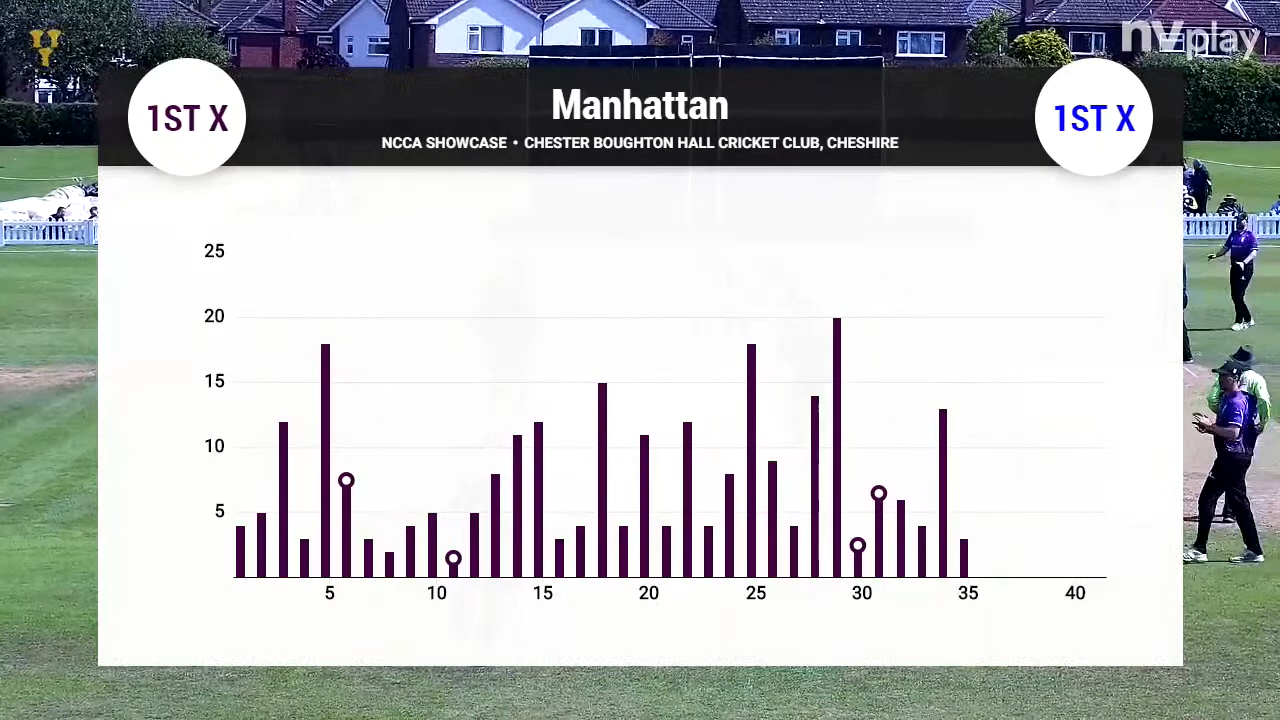 nvplay
1ST X
Manhattan
1ST X
NCCA SHOWCASE • CHESTER BOUGHTON HALL CRICKET CLUB, CHESHIRE
25
20
15
10
5
5 10 15 20 25 30 35 40